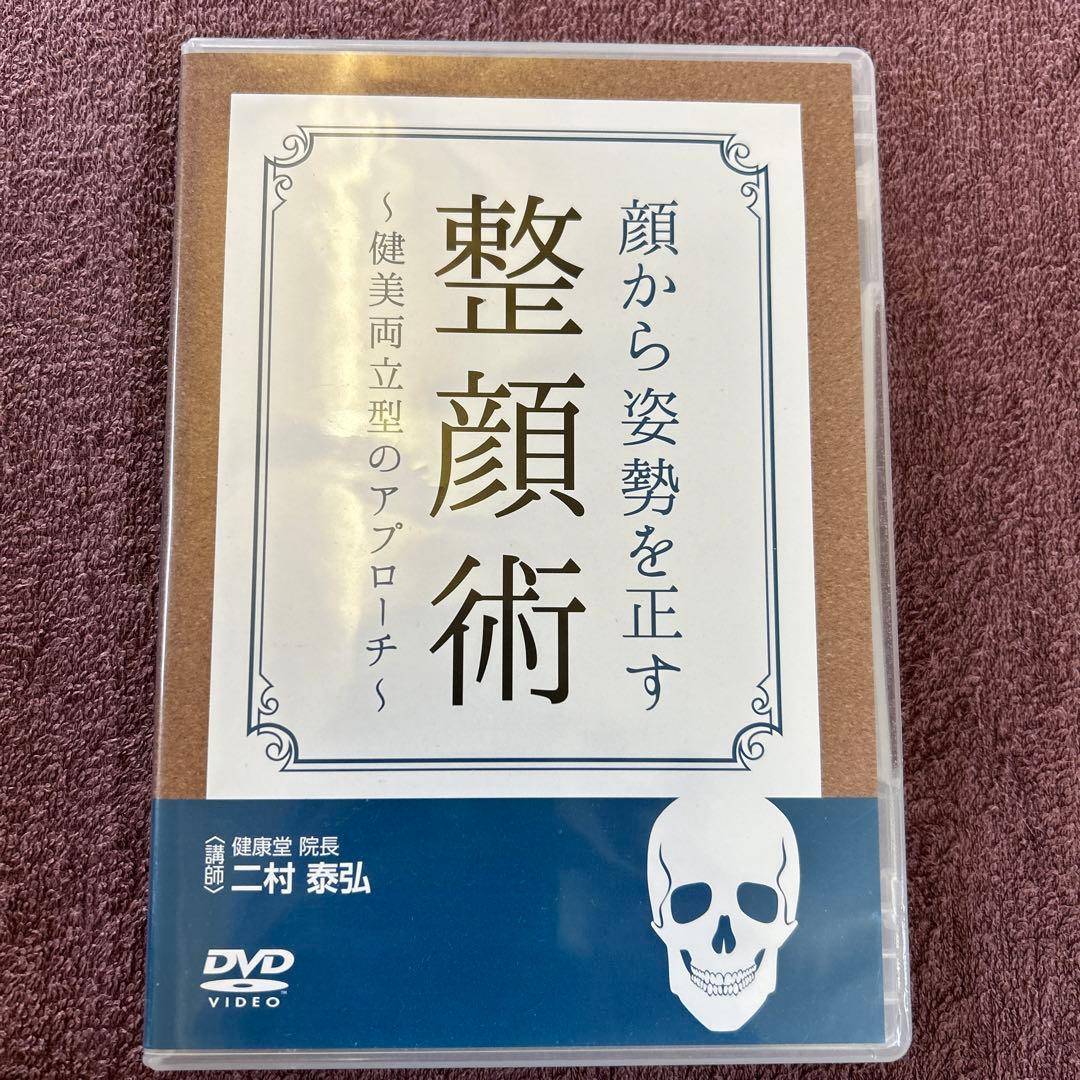 顔から姿勢を正す
整顔術
〜健美両立型のアプローチ〜
〈講師〉
健康堂 院長
二村 泰弘
DVD
VIDEO
TM